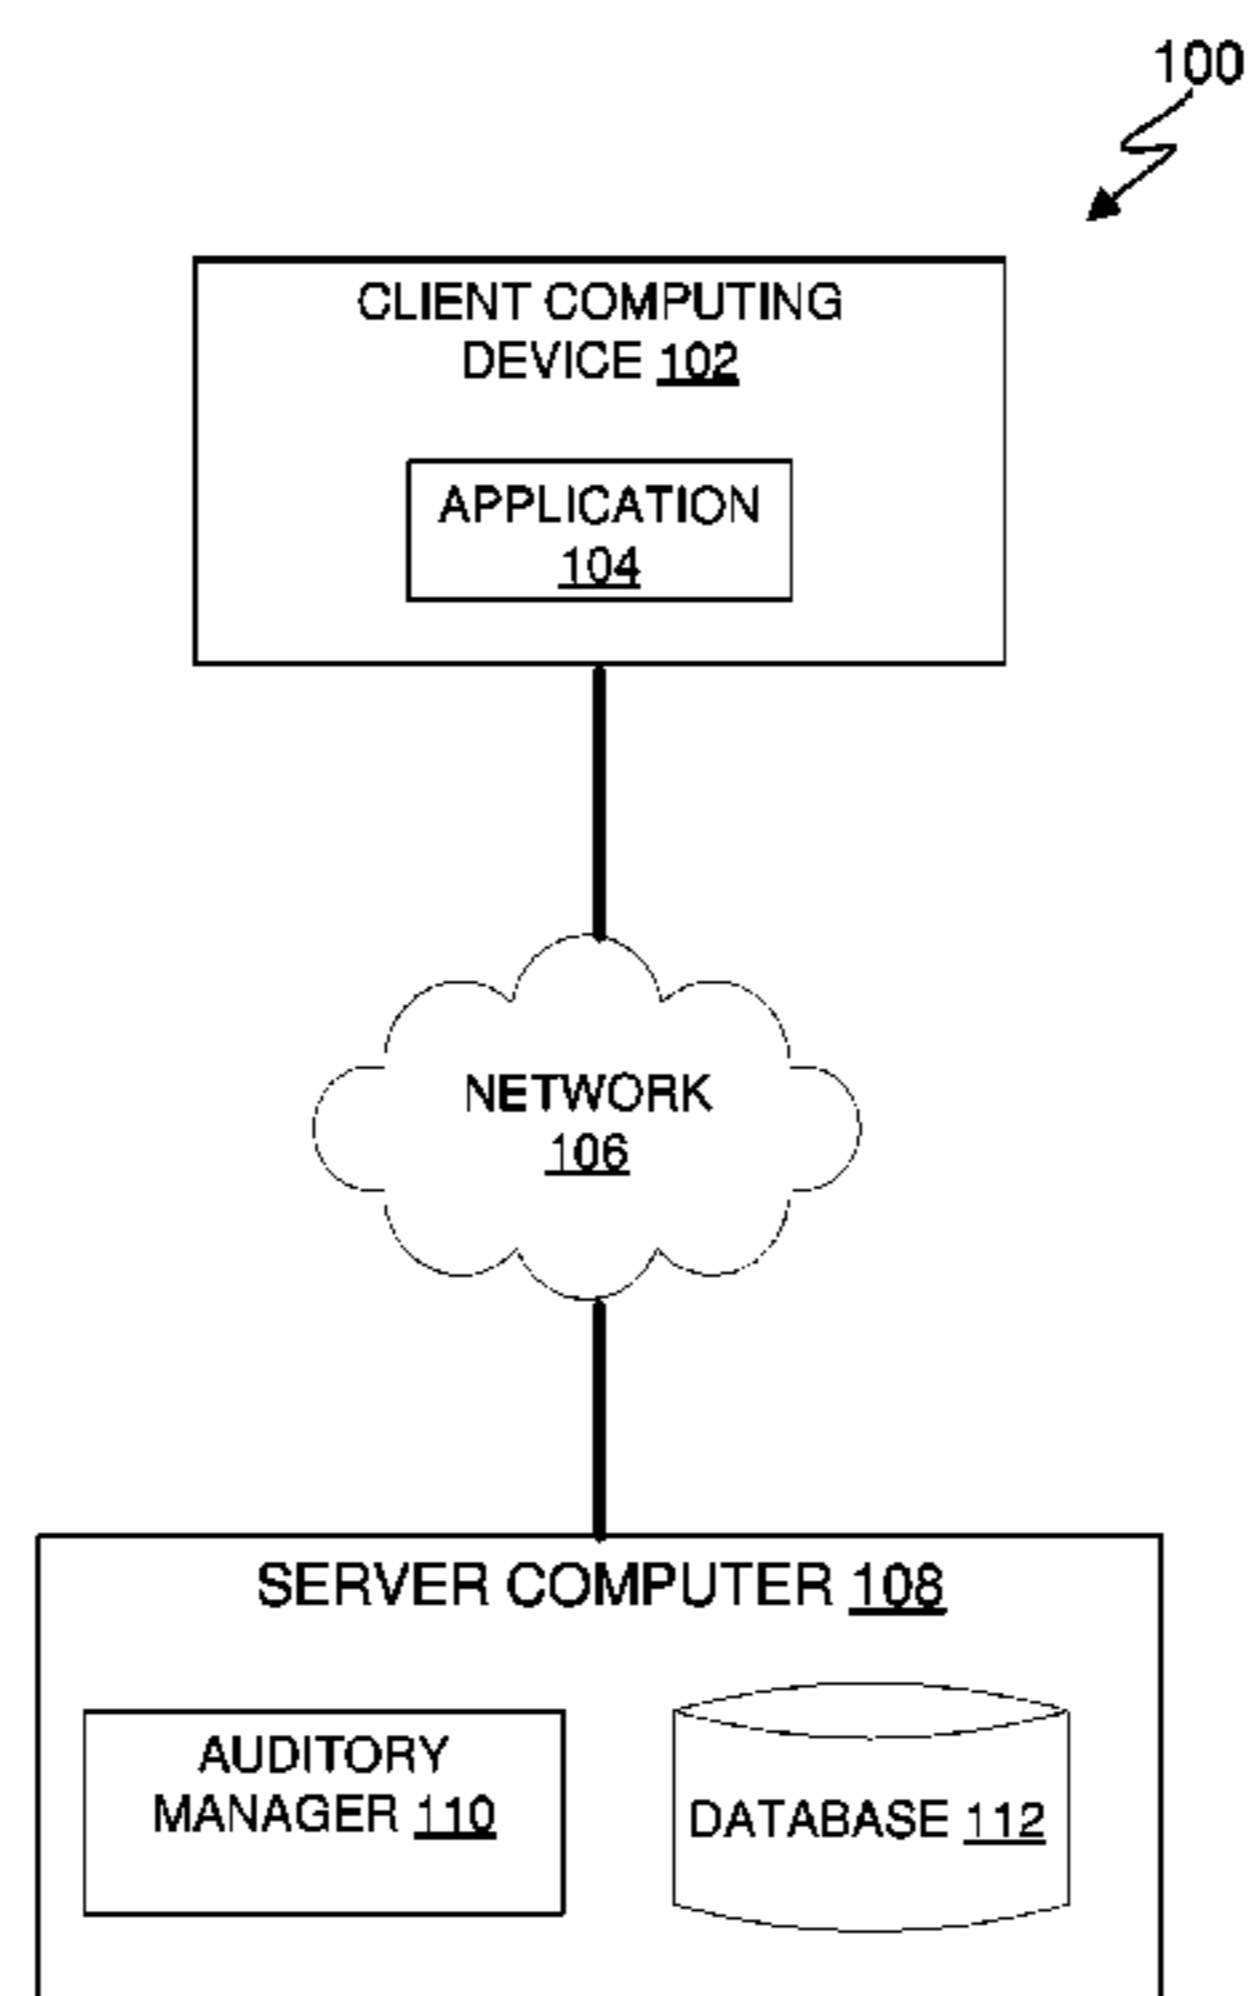 100
CLIENT COMPUTING
DEVICE 102
APPLICATION
104
NETWORK
106
SERVER COMPUTER 108
AUDITORY
MANAGER 110
DATABASE 112